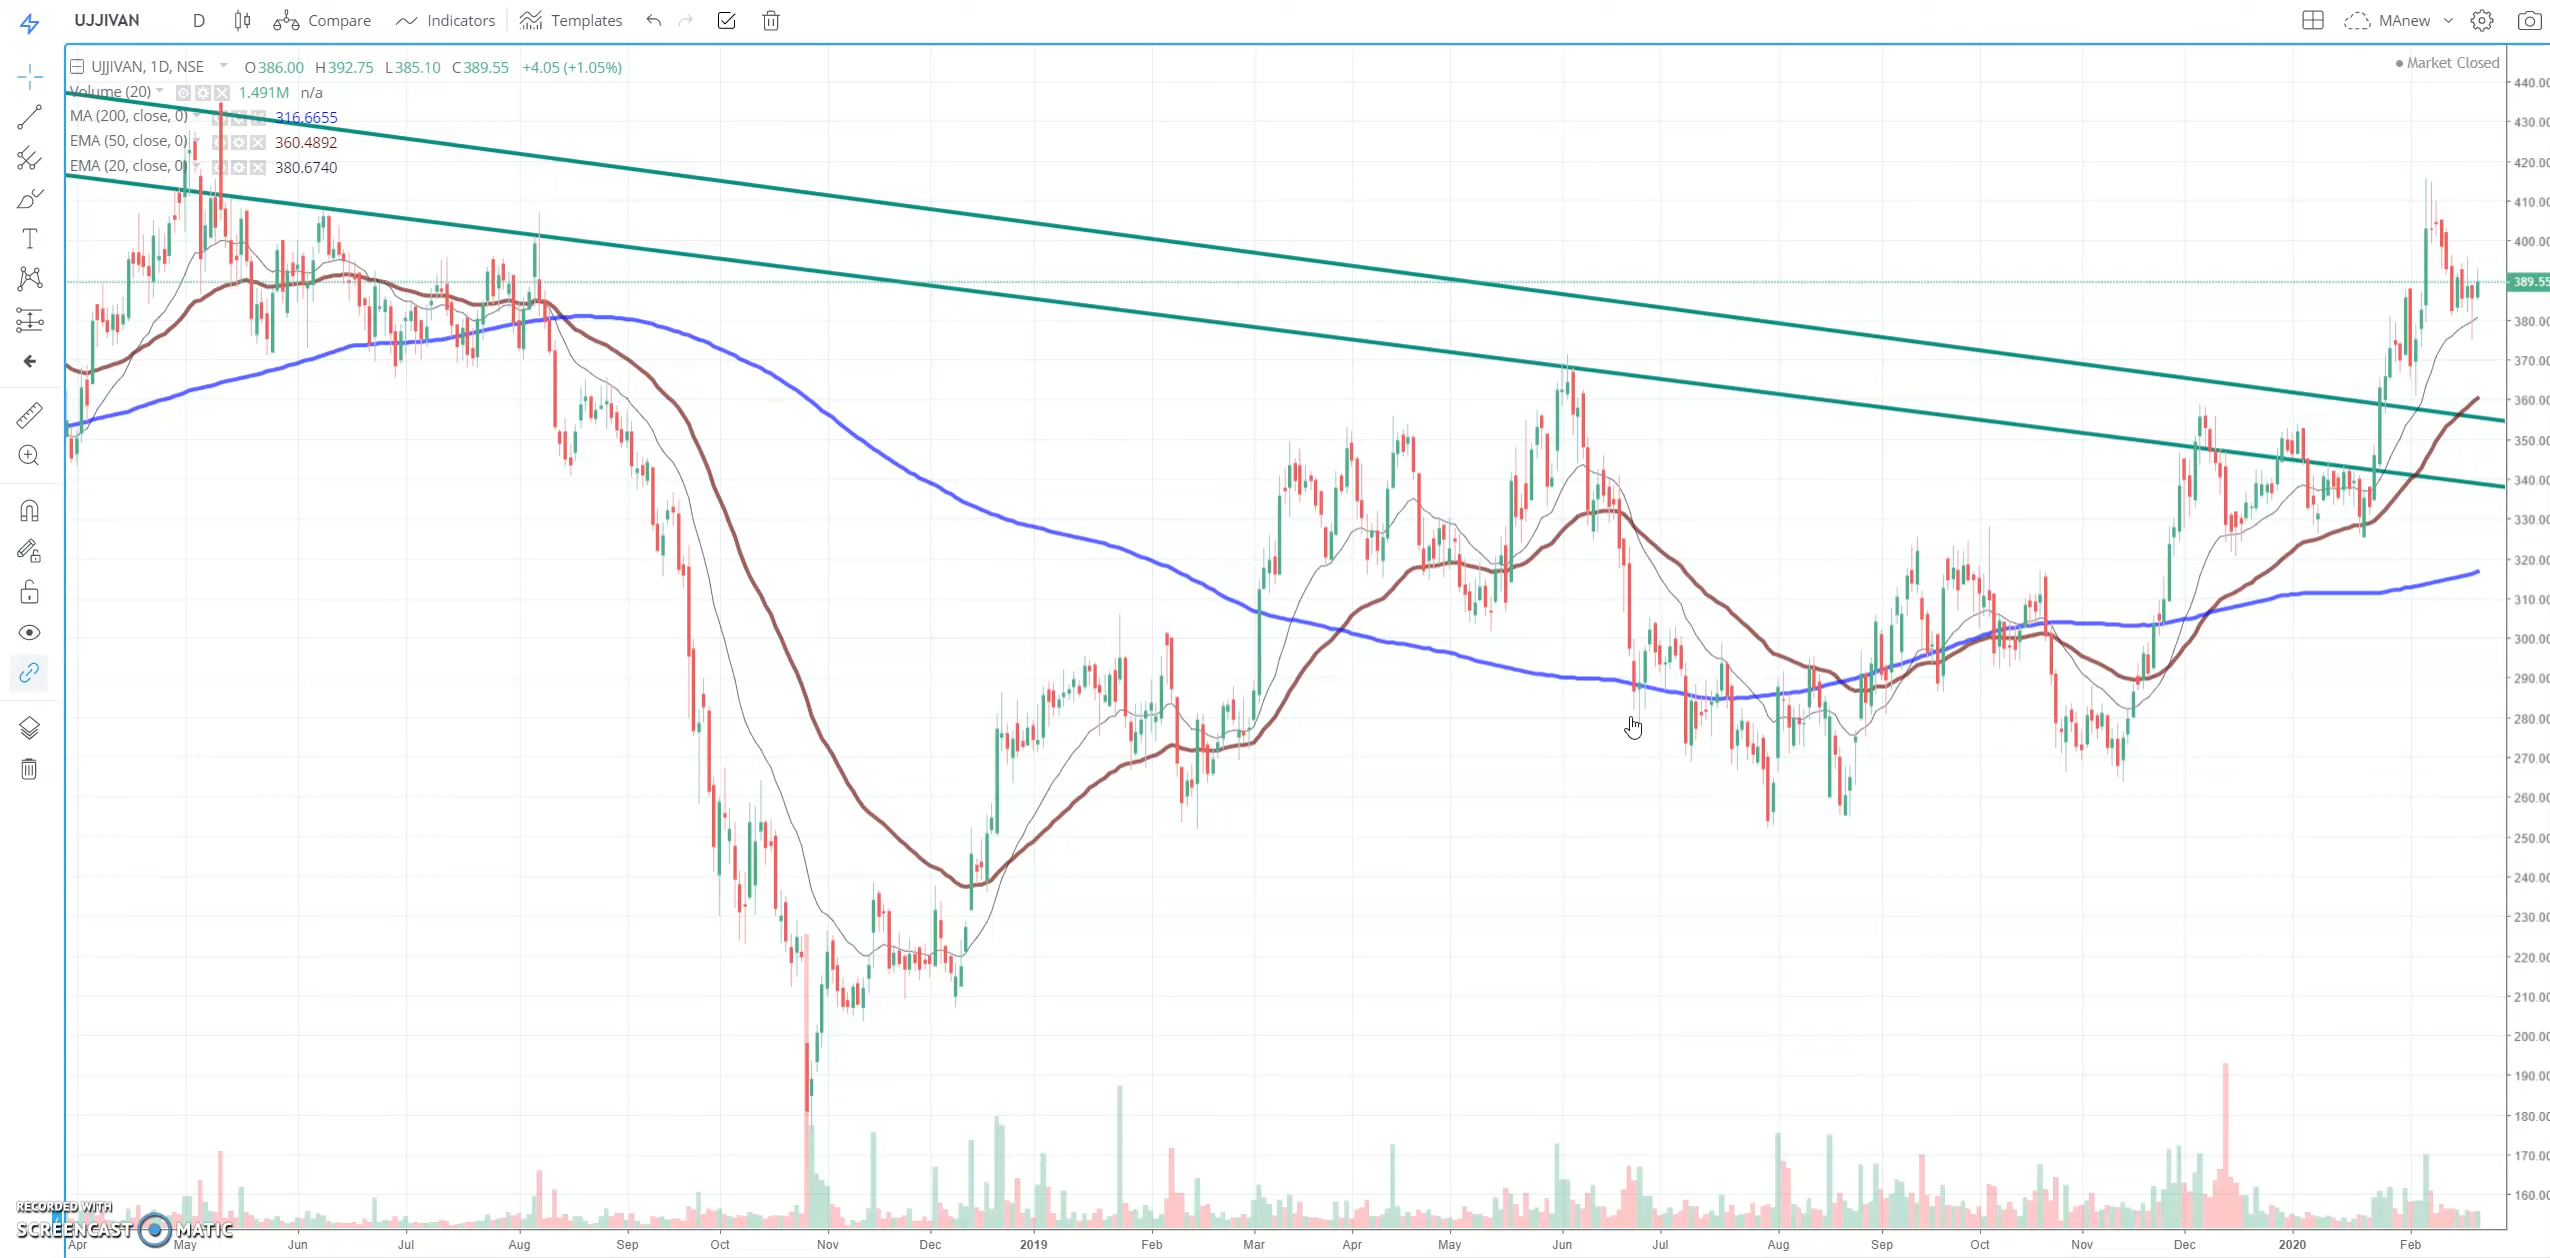 UJJIVAN D Compare Indicators Templates MAnew
UJJIVAN, 1D, NSE O386.00 H392.75 L385.10 C389.55 +4.05 (+1.05%)
Market Closed
Volume (20) 1.491M n/a
MA (200, close, 0) 316.6655
EMA (50, close, 0) 360.4892
EMA (20, close, 0) 380.6740
440.00
430.00
420.00
410.00
400.00
389.55
380.00
370.00
360.00
350.00
340.00
330.00
320.00
310.00
300.00
290.00
280.00
270.00
260.00
250.00
240.00
230.00
220.00
210.00
200.00
190.00
180.00
170.00
160.00
RECORDED WITH
SCREENCAST MATIC
Apr May Jun Jul Aug Sep Oct Nov Dec 2019 Feb Mar Apr May Jun Jul Aug Sep Oct Nov Dec 2020 Feb